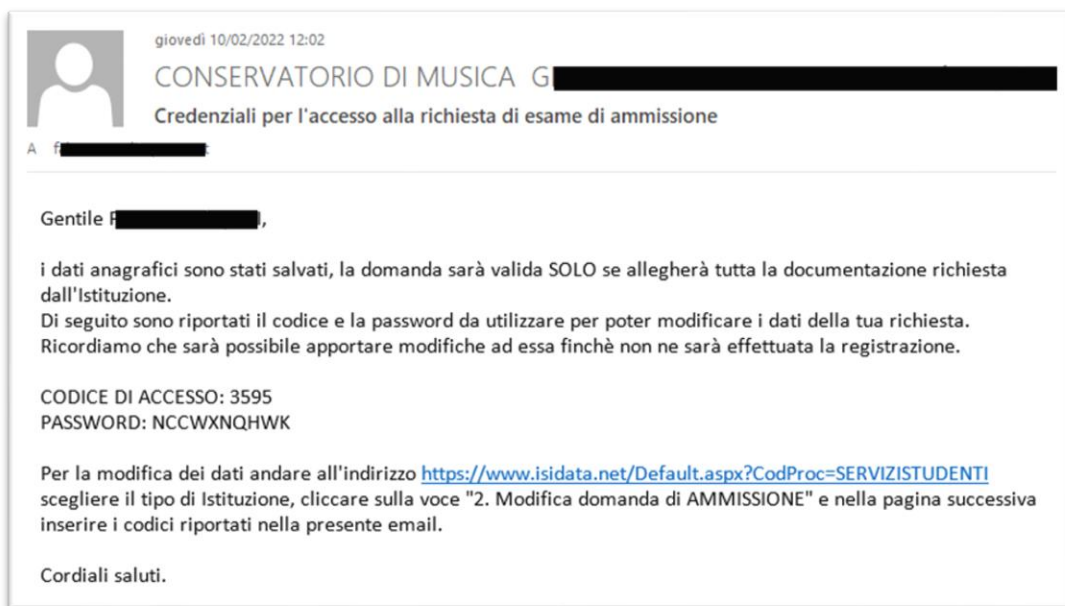 giovedì 10/02/2022 12:02
CONSERVATORIO DI MUSICA G
Credenziali per l'accesso alla richiesta di esame di ammissione
A f
Gentile F ,
i dati anagrafici sono stati salvati, la domanda sarà valida SOLO se allegherà tutta la documentazione richiesta
dall'Istituzione.
Di seguito sono riportati il codice e la password da utilizzare per poter modificare i dati della tua richiesta.
Ricordiamo che sarà possibile apportare modifiche ad essa finchè non ne sarà effettuata la registrazione.
CODICE DI ACCESSO: 3595
PASSWORD: NCCWXNQHWK
Per la modifica dei dati andare all'indirizzo https://www.isidata.net/Default.aspx?CodProc=SERVIZISTUDENTI
scegliere il tipo di Istituzione, cliccare sulla voce "2. Modifica domanda di AMMISSIONE" e nella pagina successiva
inserire i codici riportati nella presente email.
Cordiali saluti.